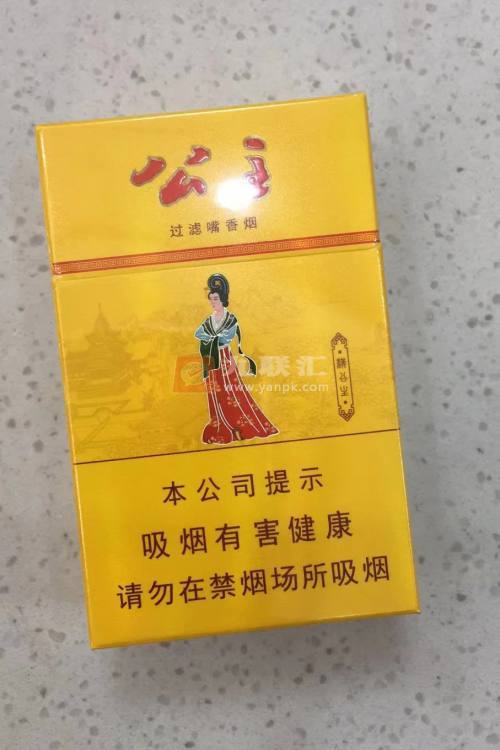 公主
过滤嘴香烟
烟联汇
www.yanpk.com
本公司提示
吸烟有害健康
请勿在禁烟场所吸烟